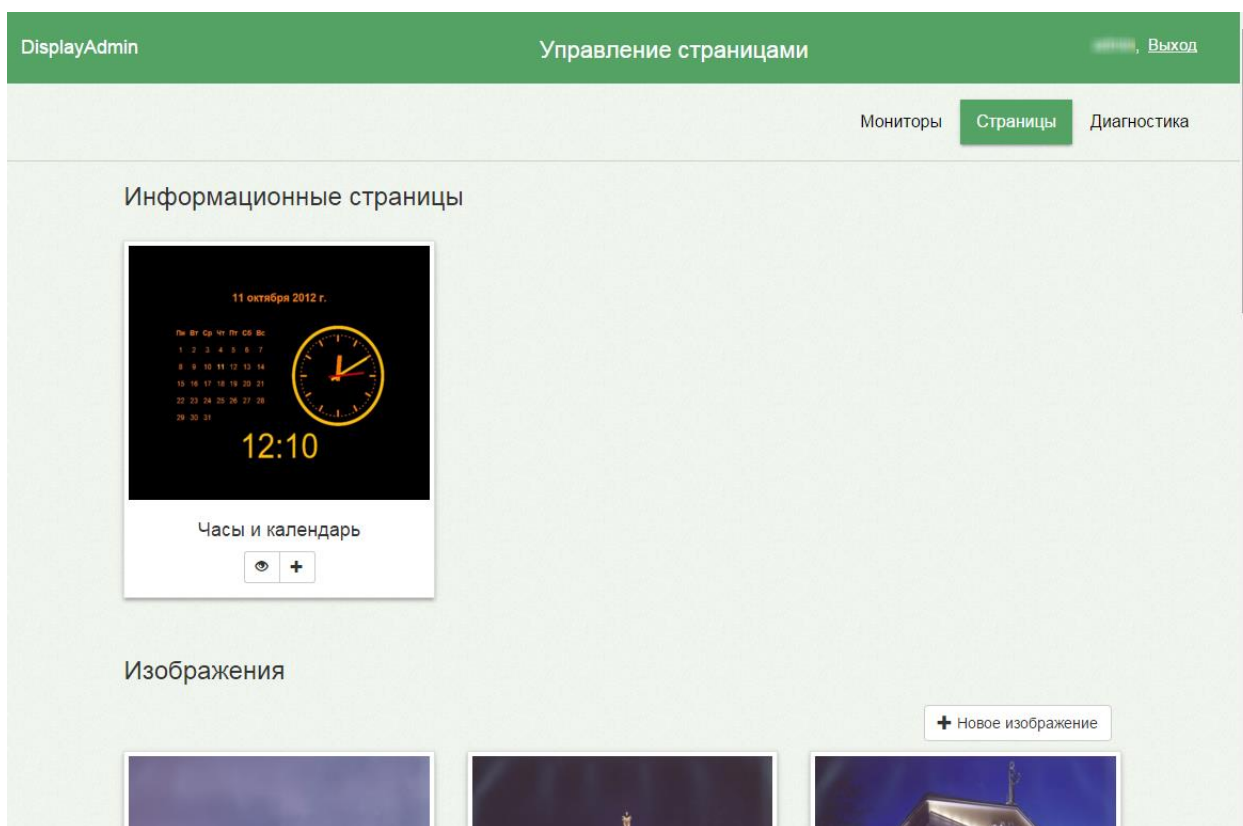 DisplayAdmin
Управление страницами
, Выход
Мониторы Страницы Диагностика
Информационные страницы
11 октября 2012 г.
Пн Вт Ср Чт Пт Сб Вс
1 2 3 4 5 6 7
8 9 10 11 12 13 14
15 16 17 18 19 20 21
22 23 24 25 26 27 28
29 30 31
12:10
Часы и календарь
Изображения
Новое изображение